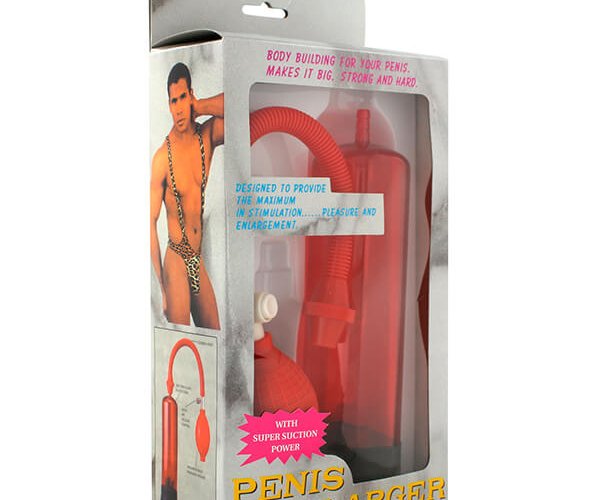 BODY BUILDING FOR YOUR PENIS.
MAKES IT BIG, STRONG AND HARD.
DESIGNED TO PROVIDE
THE MAXIMUM
IN STIMULATION......PLEASURE AND
ENLARGEMENT.
WITH
SUPER SUCTION
POWER
PENIS